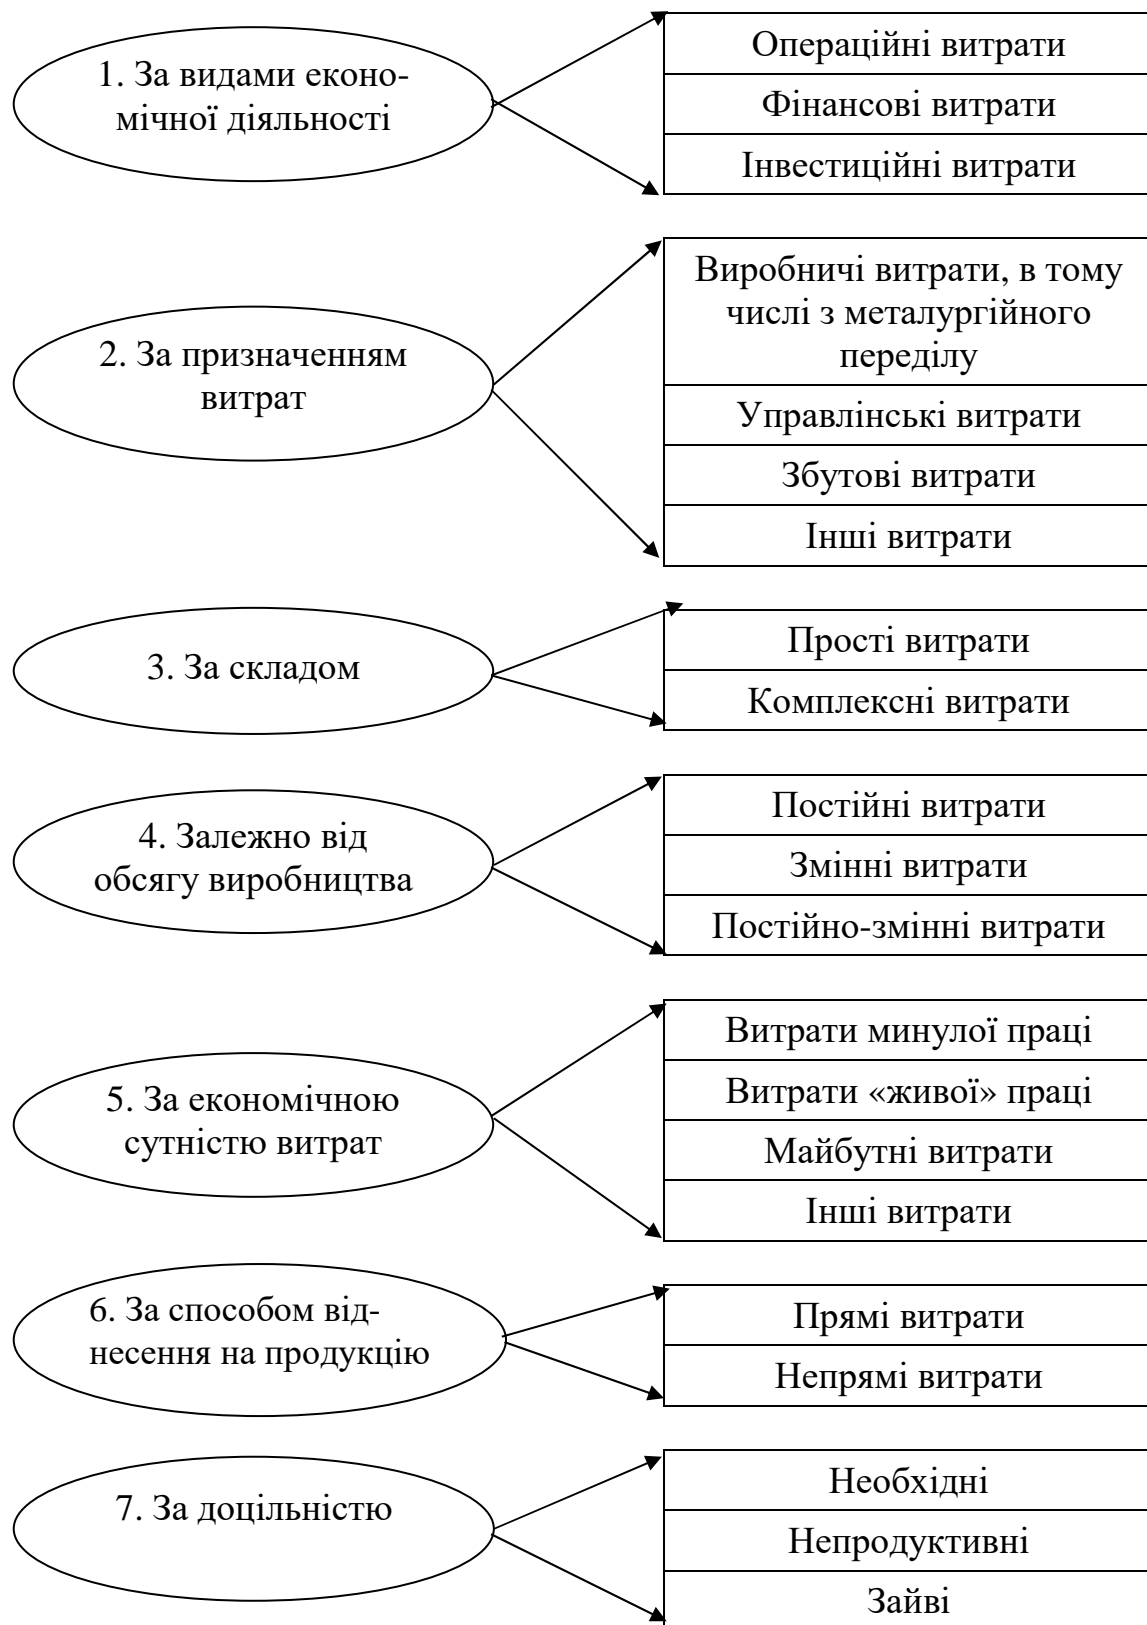 1. За видами еконо-
мічної діяльності
Операційні витрати
Фінансові витрати
Інвестиційні витрати
2. За призначенням
витрат
Виробничі витрати, в тому
числі з металургійного
переділу
Управлінські витрати
Збутові витрати
Інші витрати
3. За складом
Прості витрати
Комплексні витрати
4. Залежно від
обсягу виробництва
Постійні витрати
Змінні витрати
Постійно-змінні витрати
5. За економічною
сутністю витрат
Витрати минулої праці
Витрати «живої» праці
Майбутні витрати
Інші витрати
6. За способом від-
несення на продукцію
Прямі витрати
Непрямі витрати
7. За доцільністю
Необхідні
Непродуктивні
Зайві